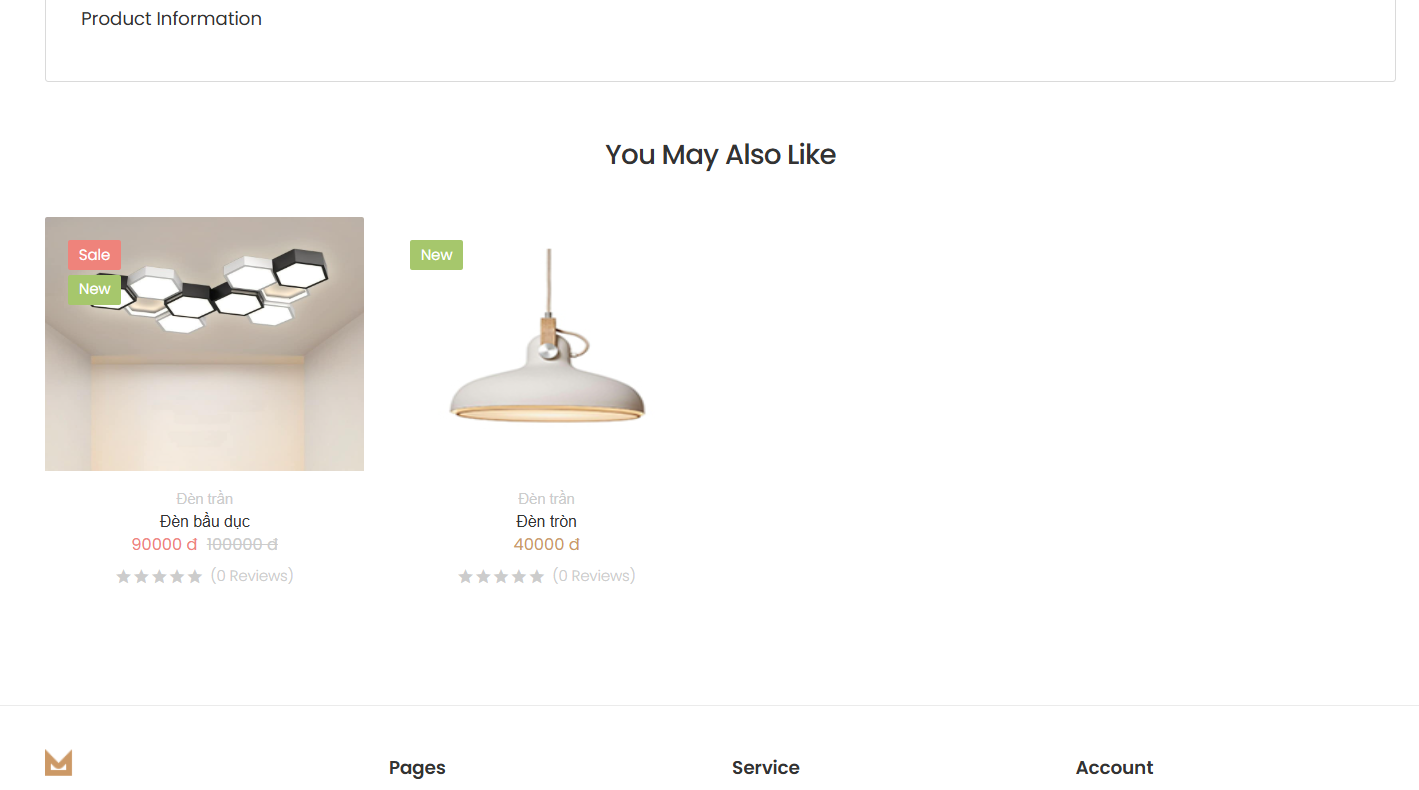 Product Information
You May Also Like
Sale
New
New
Đèn trần
Đèn bầu dục
90000 đ 100000 đ
(0 Reviews)
Đèn trần
Đèn tròn
40000 đ
(0 Reviews)
Pages
Service
Account